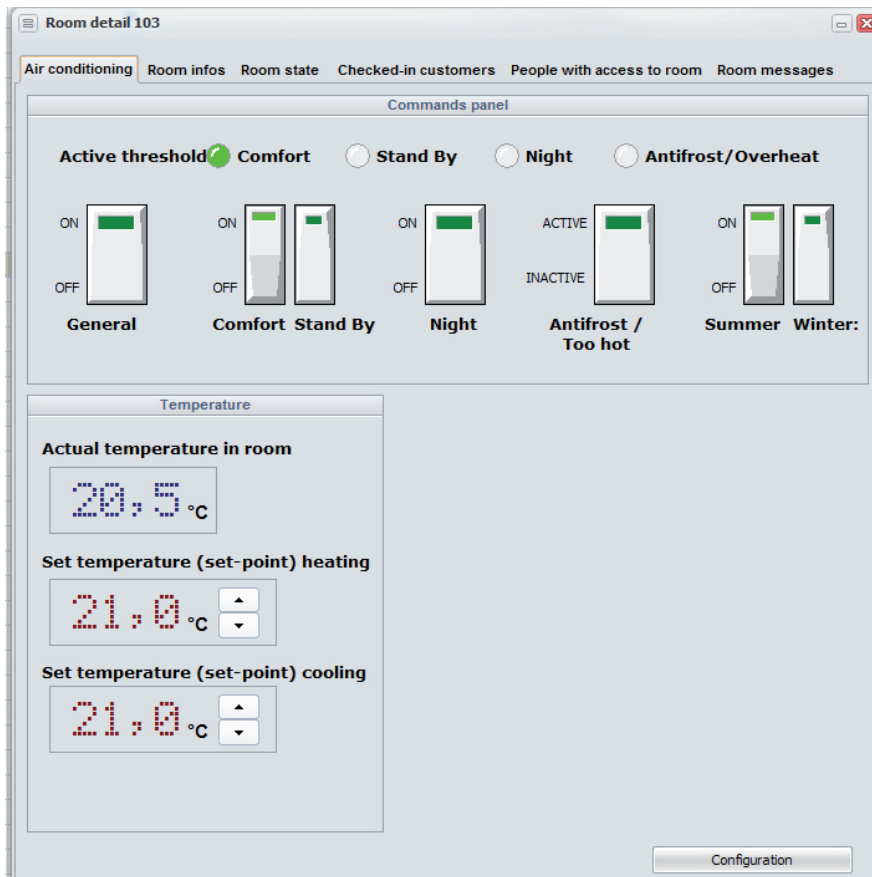 Room detail 103
Air conditioning Room infos Room state Checked-in customers People with access to room Room messages
Commands panel
Active threshold Comfort Stand By Night Antifrost/Overheat
ON ON ON ACTIVE ON
OFF OFF OFF INACTIVE OFF
General Comfort Stand By Night Antifrost / Summer Winter:
Too hot
Temperature
Actual temperature in room
20,5 °C
Set temperature (set-point) heating
21,0 °C
Set temperature (set-point) cooling
21,0 °C
Configuration